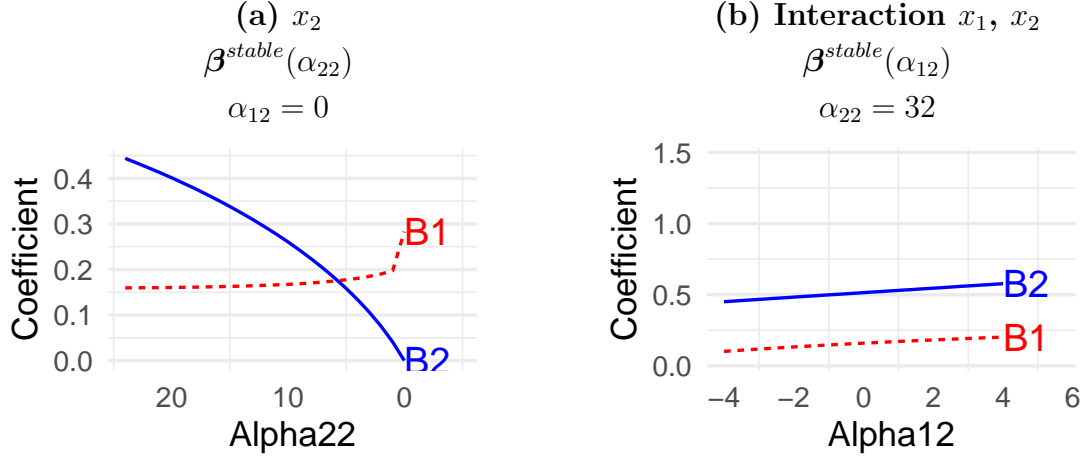 (a) x₂
β^{stable}(α₂₂)
α₁₂ = 0
Coefficient
0.4
0.3
0.2
0.1
0.0
B1
B2
20 10 0
Alpha22
(b) Interaction x₁, x₂
β^{stable}(α₁₂)
α₂₂ = 32
Coefficient
1.5
1.0
0.5
0.0
B2
B1
−4 −2 0 2 4 6
Alpha12